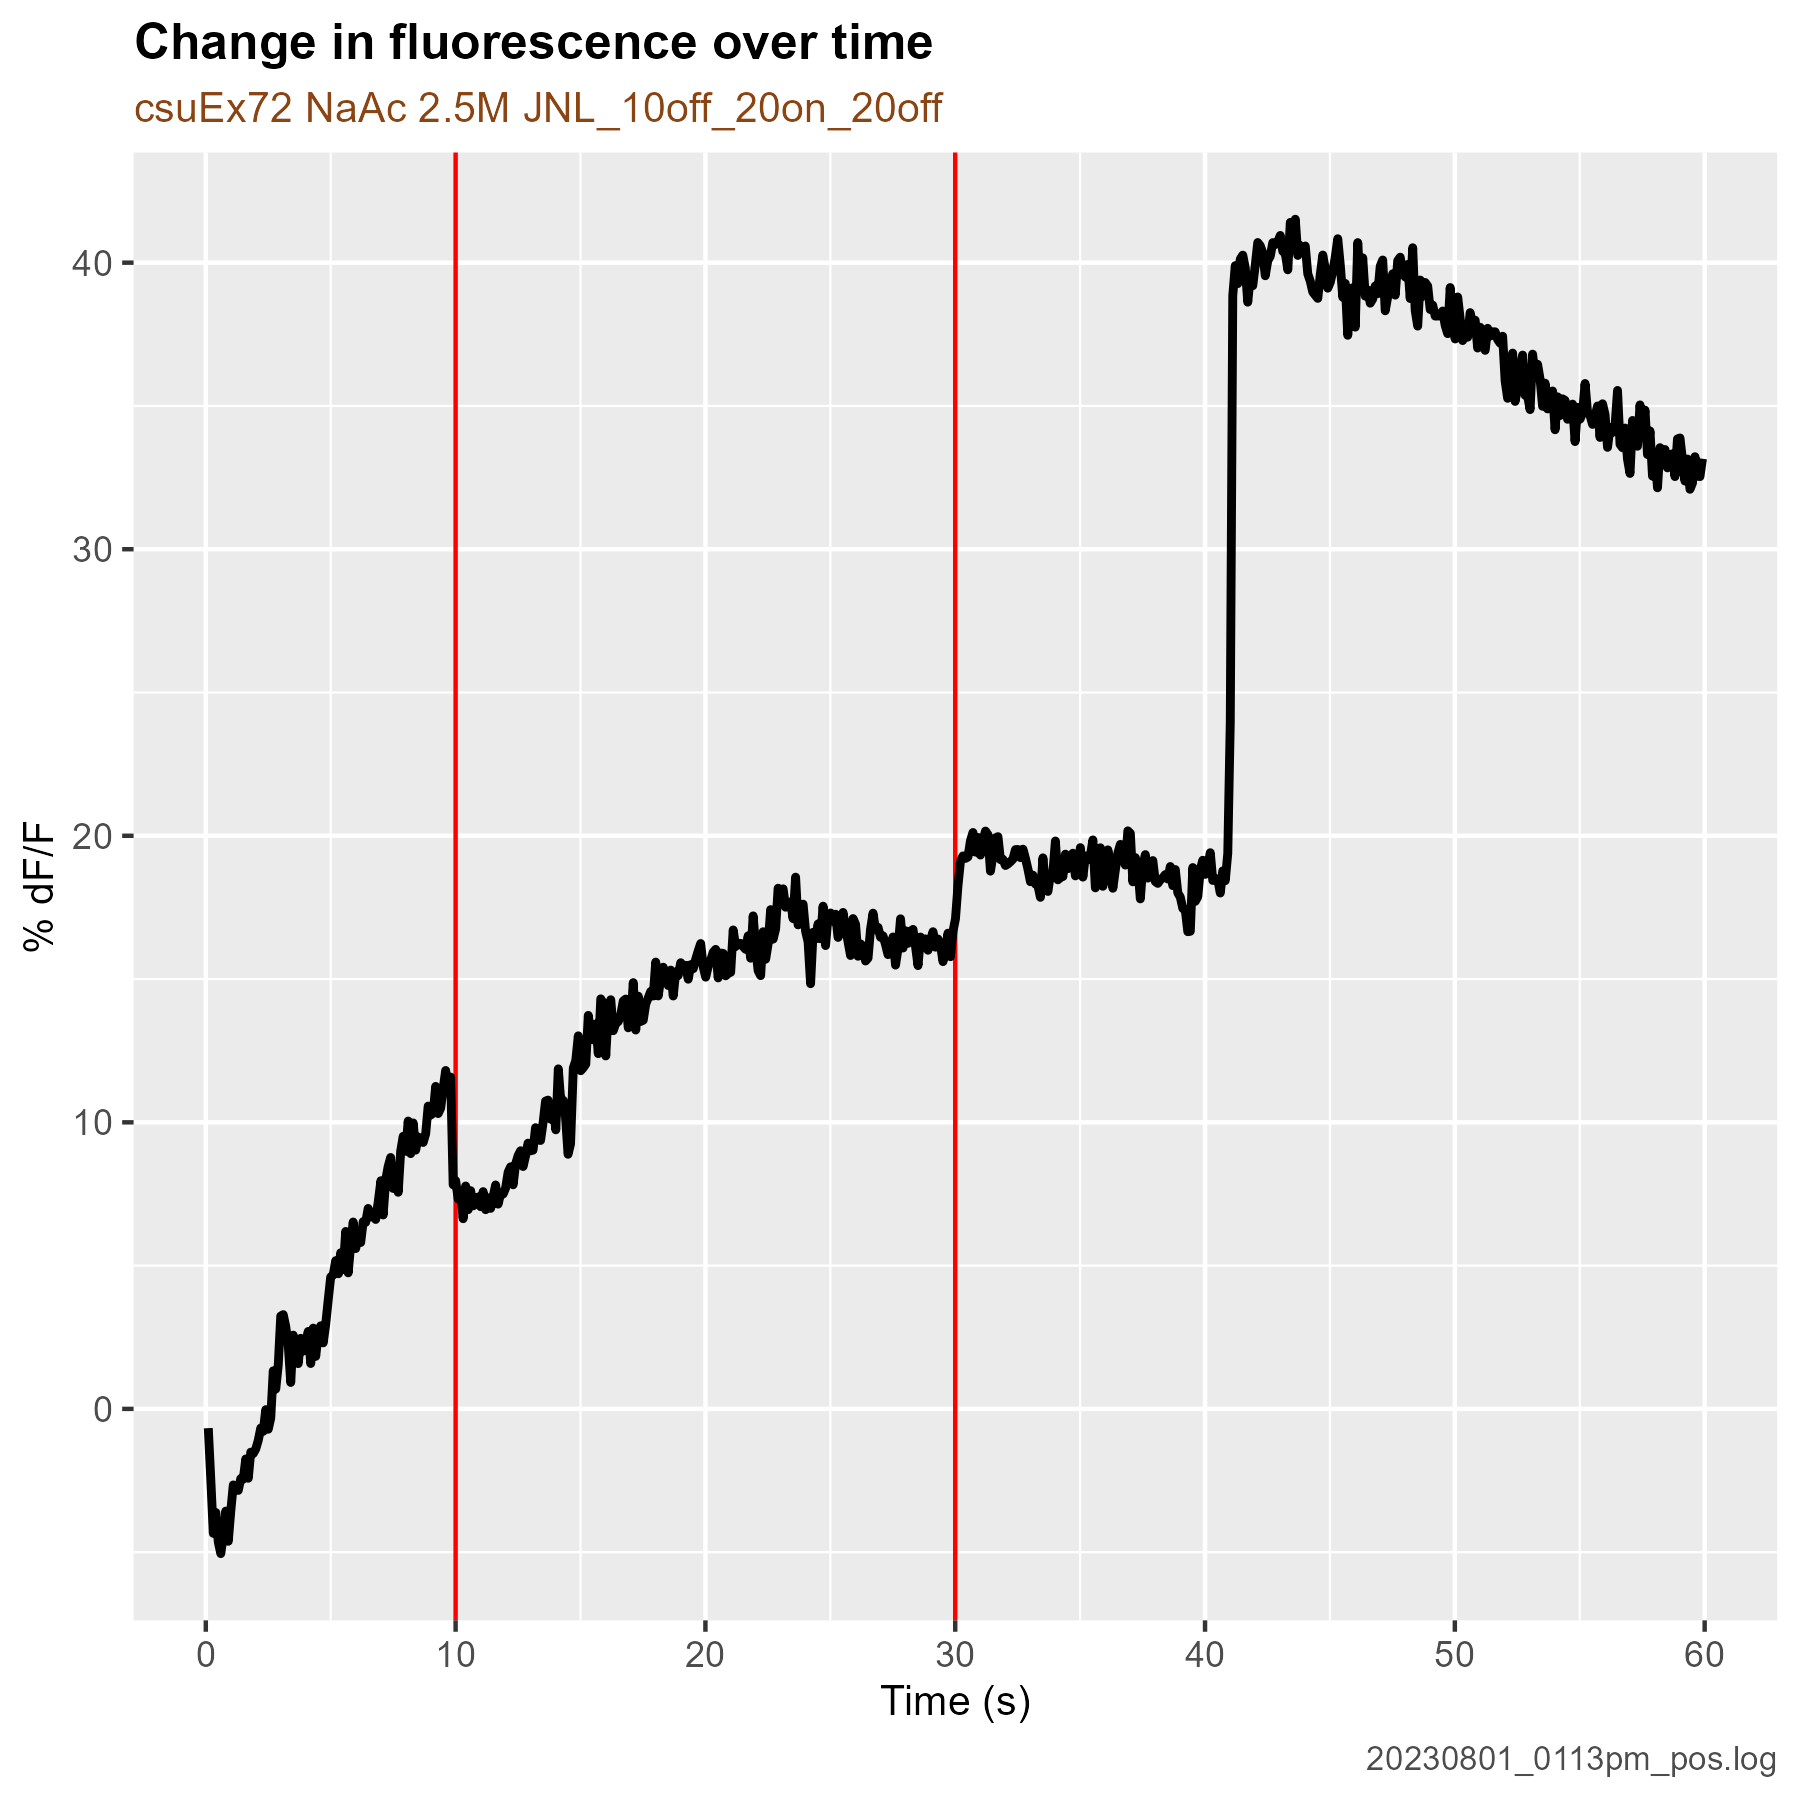 Change in fluorescence over time
csuEx72 NaAc 2.5M JNL_10off_20on_20off
% dF/F
40
30
20
10
0
0 10 20 30 40 50 60
Time (s)
20230801_0113pm_pos.log